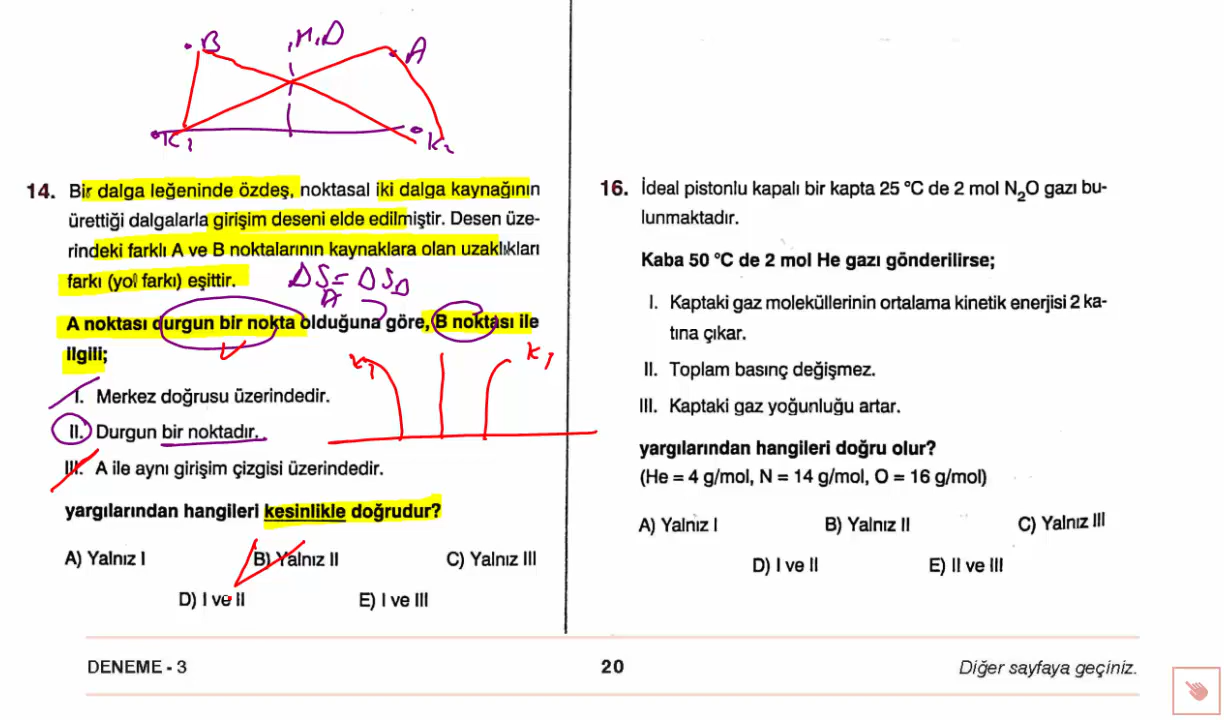 B
M.D
A
K1
K2
14. Bir dalga leğeninde özdeş, noktasal iki dalga kaynağının
ürettiği dalgalarla girişim deseni elde edilmiştir. Desen üze-
rindeki farklı A ve B noktalarının kaynaklara olan uzaklıkları
farkı (yol farkı) eşittir.
A noktası durgun bir nokta olduğuna göre, B noktası ile
ilgili;
I. Merkez doğrusu üzerindedir.
II. Durgun bir noktadır.
III. A ile aynı girişim çizgisi üzerindedir.
yargılarından hangileri kesinlikle doğrudur?
A) Yalnız I
B) Yalnız II
C) Yalnız III
D) I ve II
E) I ve III
16. İdeal pistonlu kapalı bir kapta 25 °C de 2 mol N₂O gazı bu-
lunmaktadır.
Kaba 50 °C de 2 mol He gazı gönderilirse;
I. Kaptaki gaz moleküllerinin ortalama kinetik enerjisi 2 ka-
tına çıkar.
II. Toplam basınç değişmez.
III. Kaptaki gaz yoğunluğu artar.
yargılarından hangileri doğru olur?
(He = 4 g/mol, N = 14 g/mol, O = 16 g/mol)
A) Yalnız I
B) Yalnız II
C) Yalnız III
D) I ve II
E) II ve III
DENEME - 3
20
Diğer sayfaya geçiniz.